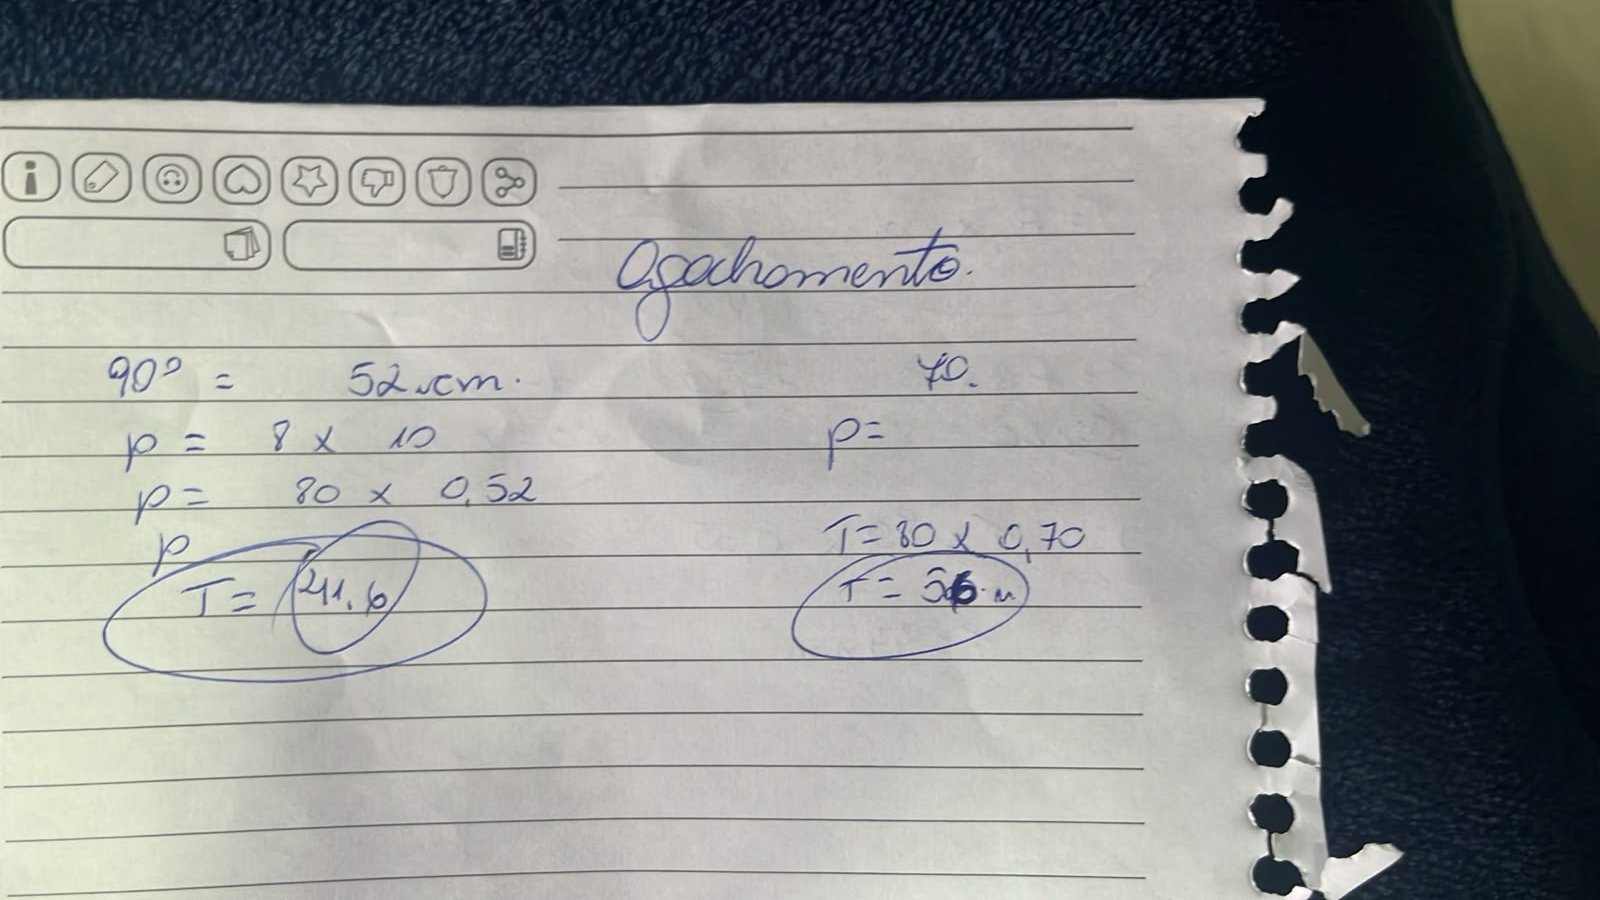 Agachamento.
90° = 52 cm. 70.
p = 8 x 10 p=
p = 80 x 0,52
p T = 80 x 0,70
T = 41.6 T = 56